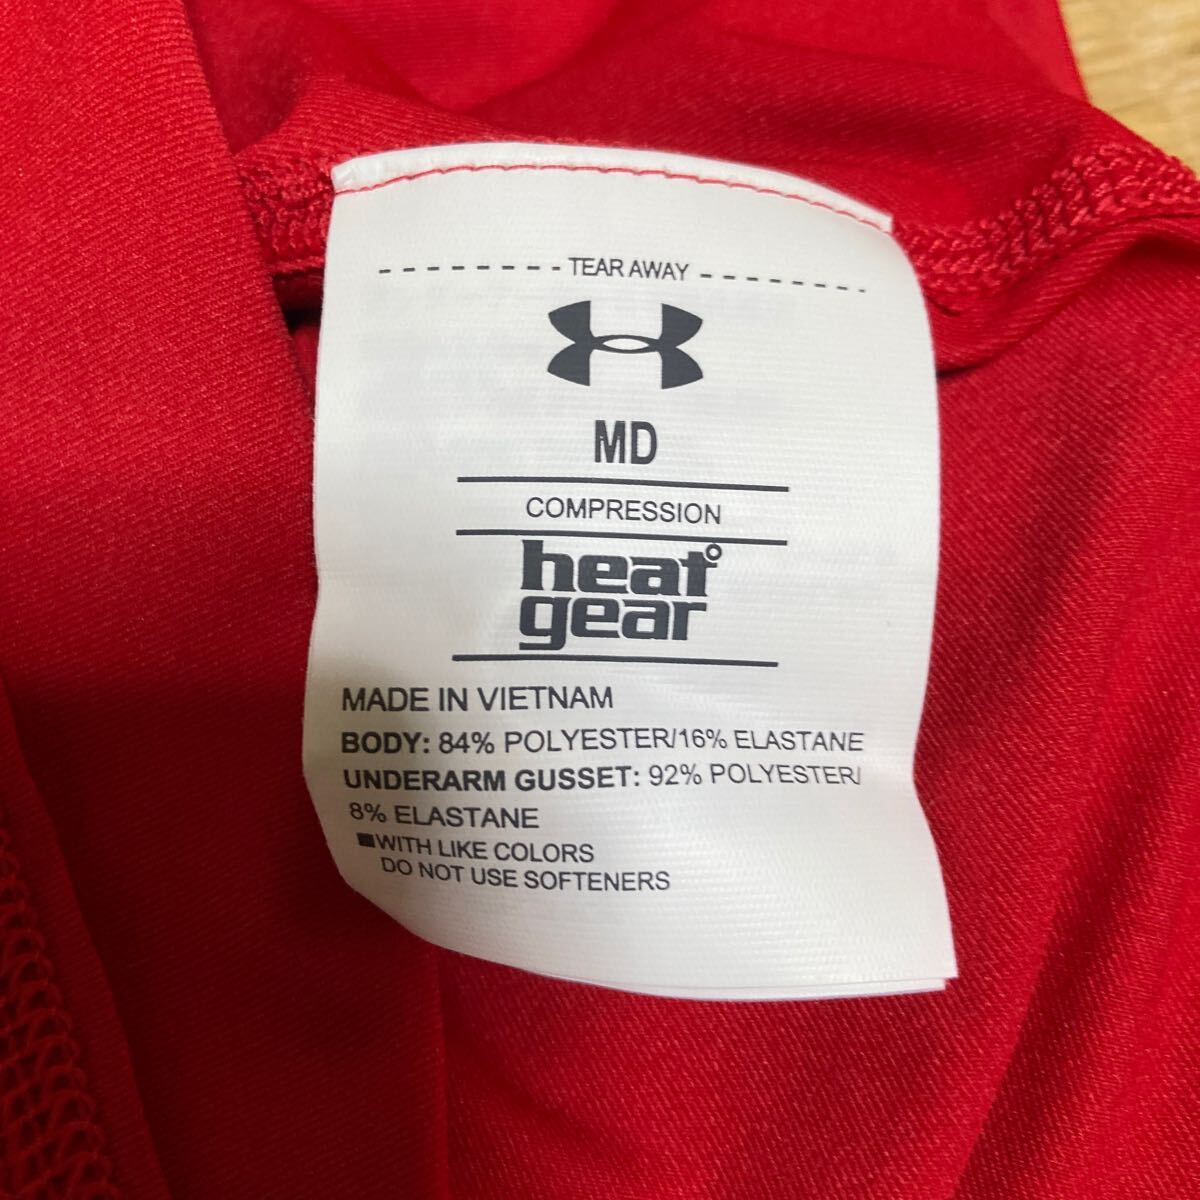 TEAR AWAY
MD
COMPRESSION
heat°
gear
MADE IN VIETNAM
BODY: 84% POLYESTER/16% ELASTANE
UNDERARM GUSSET: 92% POLYESTER/
8% ELASTANE
■WITH LIKE COLORS
DO NOT USE SOFTENERS